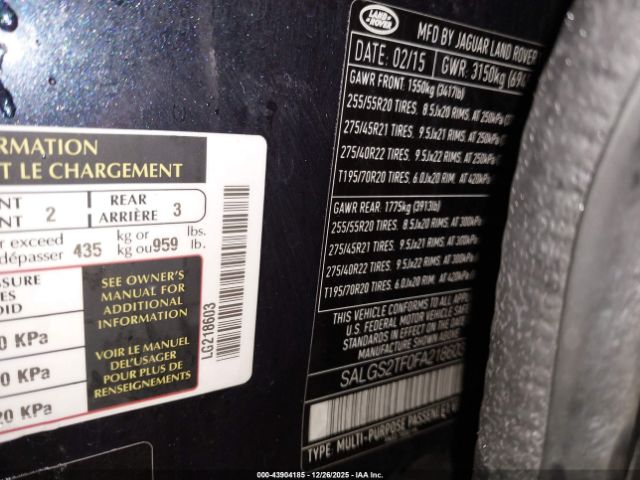 ORMATION
T LE CHARGEMENT
NT 2 REAR 3
NT ARRIÈRE
r exceed 435 kg or 959 lbs.
dépasser kg ou lb.
SSURE
ES
OID
0 KPa
0 KPa
20 KPa
SEE OWNER'S
MANUAL FOR
ADDITIONAL
INFORMATION
VOIR LE MANUEL
DEL'USAGER
POUR PLUS DE
RENSEIGNEMENTS
LG218603
LAND
ROVER
MFD BY JAGUAR LAND ROVER
DATE: 02/15 GWR: 3150kg (694
GAWR FRONT: 1550kg (3417lb)
255/55R20 TIRES, 8.5Jx20 RIMS, AT 250kPa
275/45R21 TIRES, 9.5Jx21 RIMS, AT 250kPa
275/40R22 TIRES, 9.5Jx22 RIMS, AT 250kPa
T195/70R20 TIRES, 6.0Jx20 RIM, AT 420kPa
GAWR REAR: 1775kg (3913lb)
255/55R20 TIRES, 8.5Jx20 RIMS, AT 300kPa
275/45R21 TIRES, 9.5Jx21 RIMS, AT 300kPa
275/40R22 TIRES, 9.5Jx22 RIMS, AT 300kPa
T195/70R20 TIRES, 6.0Jx20 RIM, AT 420kPa
THIS VEHICLE CONFORMS TO ALL APP
U.S. FEDERAL MOTOR VEHICLE SAFE
STANDARDS IN EFFECT ON THE DATE
MANUFACTURE SHOWN ABOVE.
SALGS2TF0FA218603
TYPE: MULTI-PURPOSE PASSENGER V
000-43904185 - 12/26/2025 - IAA Inc.